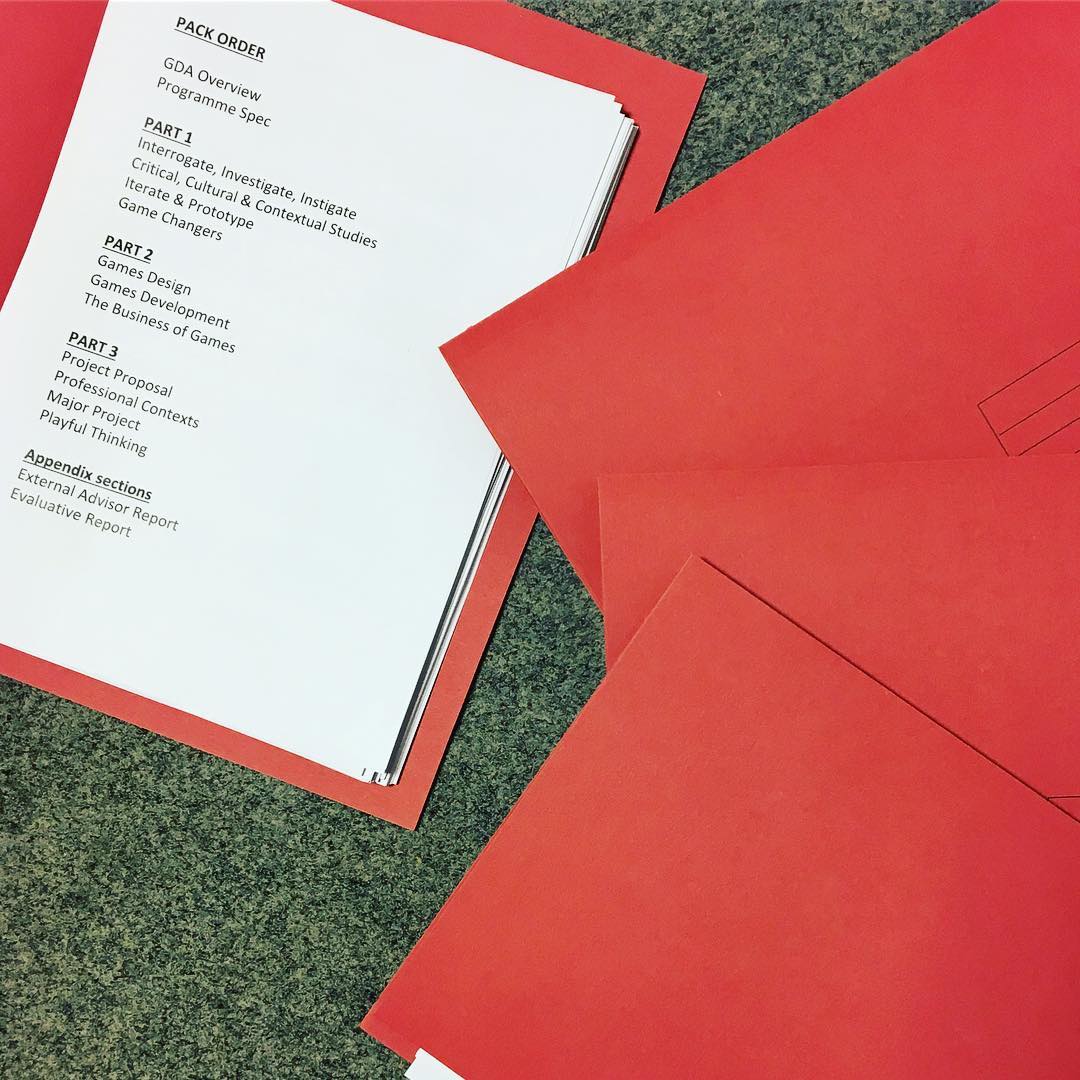 PACK ORDER
GDA Overview
Programme Spec
PART 1
Interrogate, Investigate, Instigate
Critical, Cultural & Contextual Studies
Iterate & Prototype
Game Changers
PART 2
Games Design
Games Development
The Business of Games
PART 3
Project Proposal
Professional Contexts
Major Project
Playful Thinking
Appendix sections
External Advisor Report
Evaluative Report